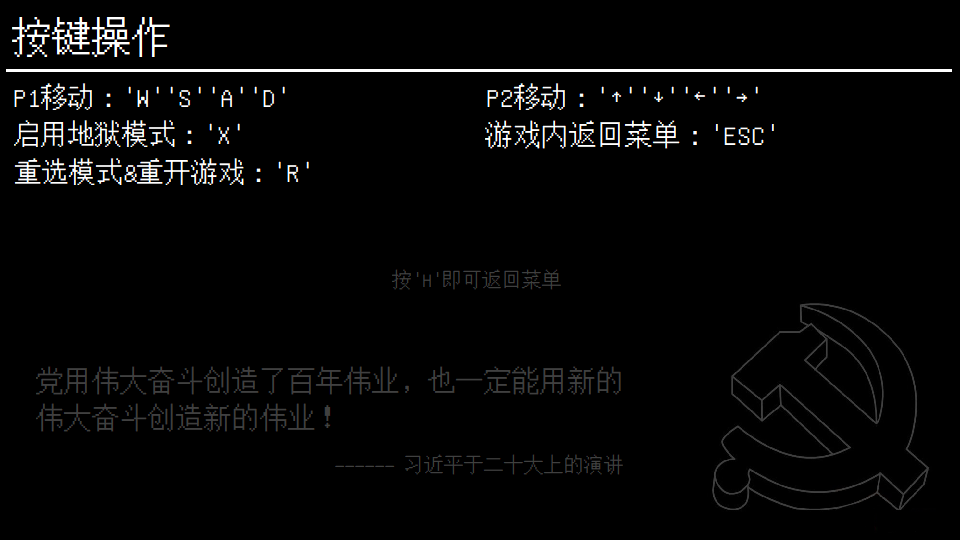 按键操作
P1移动：'W''S''A''D'
P2移动：'↑''↓''←''→'
启用地狱模式：'X'
游戏内返回菜单：'ESC'
重选模式&重开游戏：'R'
按'H'即可返回菜单
党用伟大奋斗创造了百年伟业，也一定能用新的
伟大奋斗创造新的伟业！
------ 习近平于二十大上的演讲